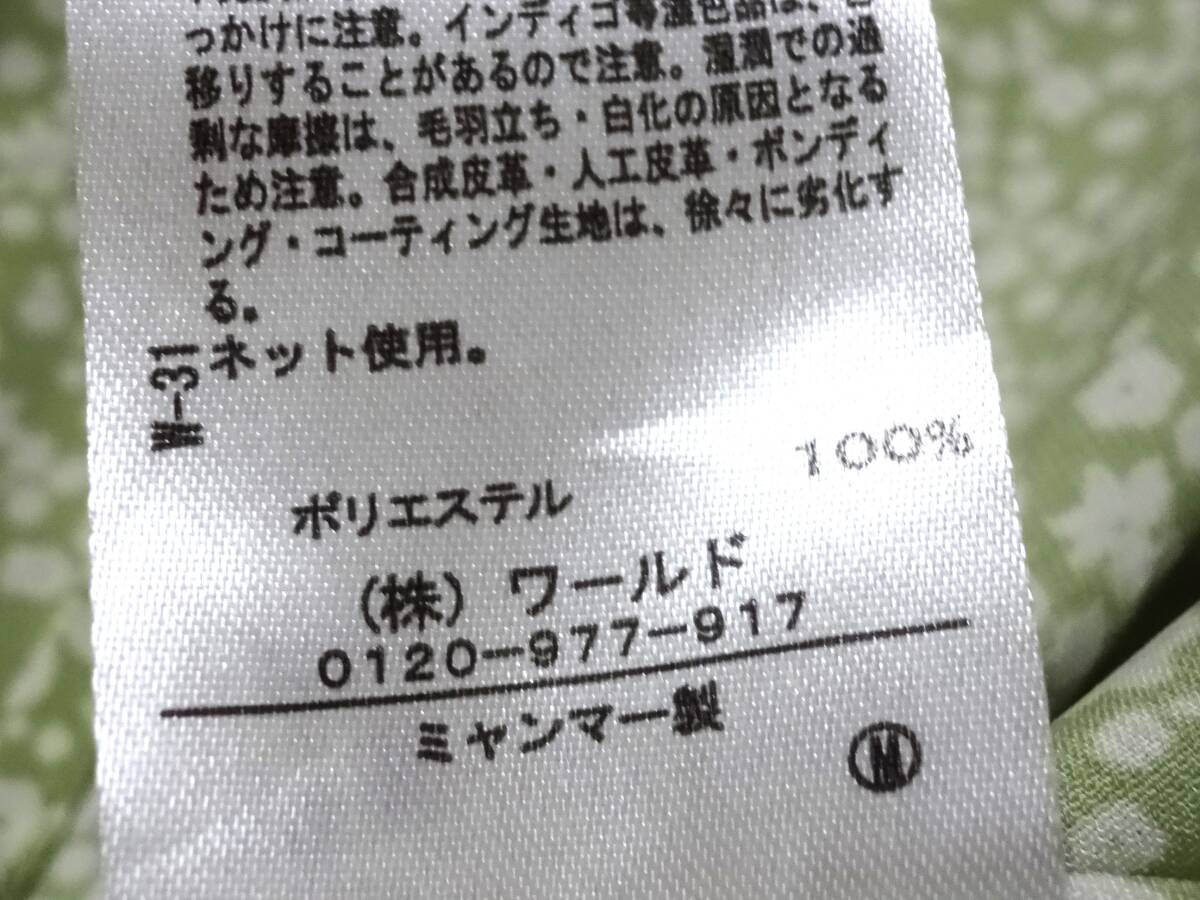 っかけに注意。インディゴ等濃色品は、
移りすることがあるので注意。湿潤での過
剰な摩擦は、毛羽立ち・白化の原因となる
ため注意。合成皮革・人工皮革・ボンディ
ング・コーティング生地は、徐々に劣化す
る。
ネット使用。
W-31
100%
ポリエステル
(株) ワールド
0120-977-917
ミャンマー製
M